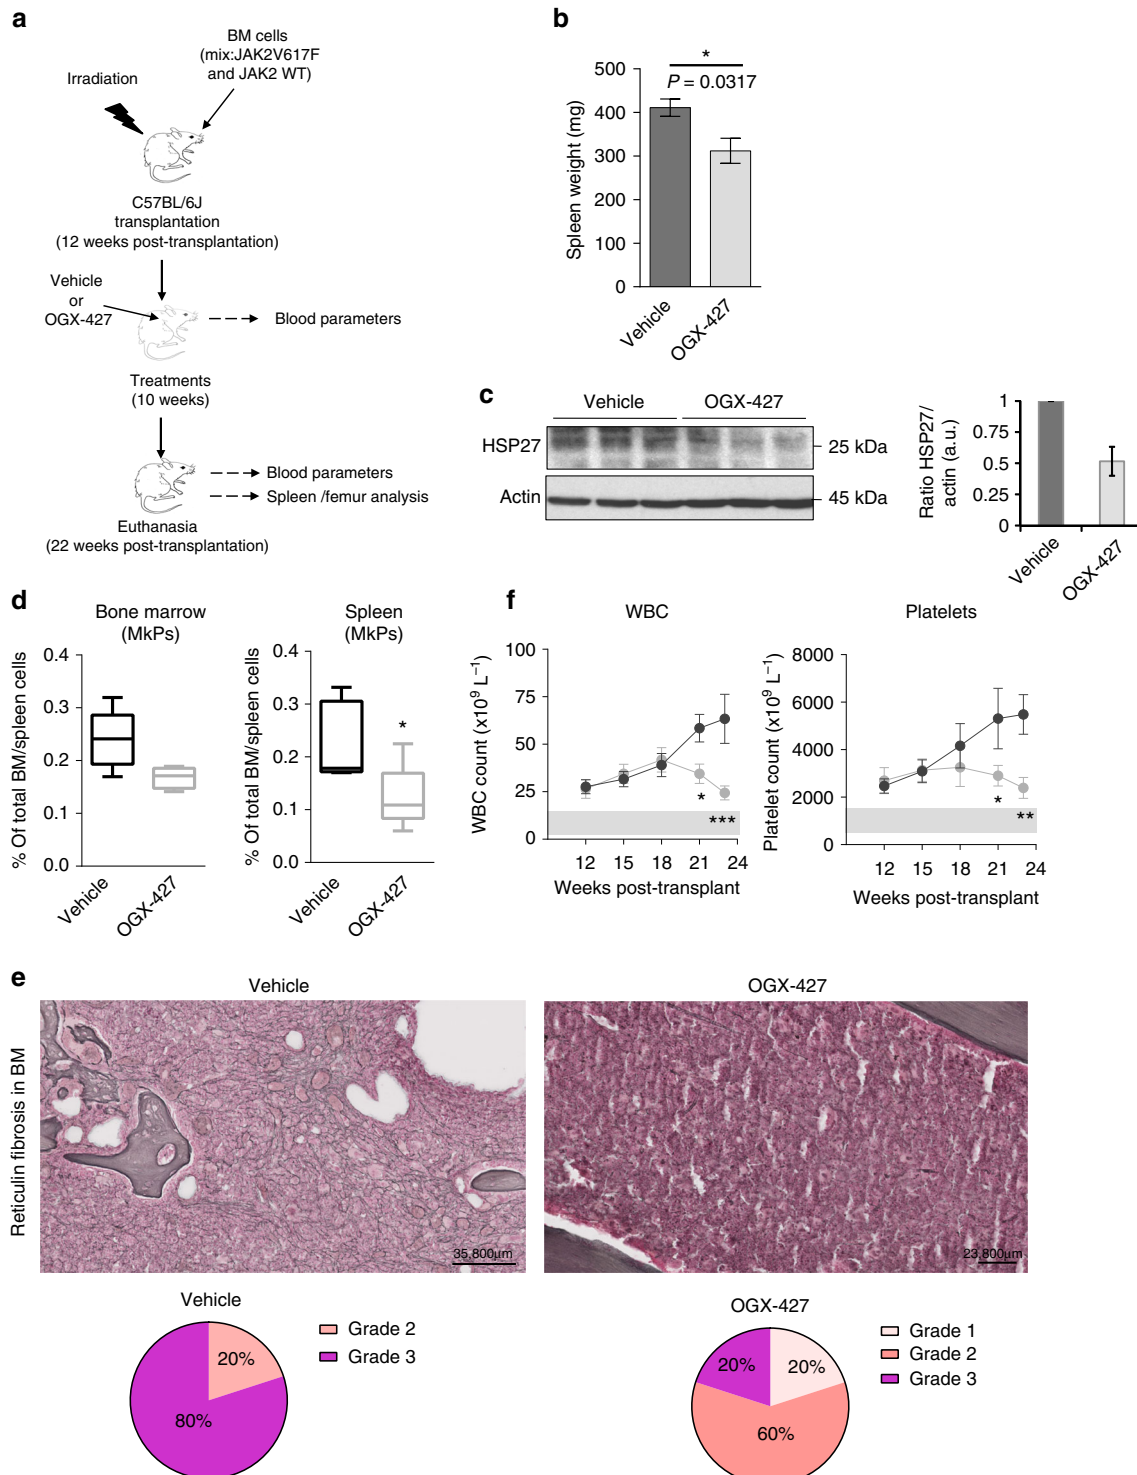 a
BM cells
(mix:JAK2V617F
and JAK2 WT)
Irradiation
C57BL/6J
transplantation
(12 weeks post-transplantation)
Vehicle
or
OGX-427
Blood parameters
Treatments
(10 weeks)
Blood parameters
Spleen /femur analysis
Euthanasia
(22 weeks post-transplantation)
b
*
P = 0.0317
Spleen weight (mg)
500
400
300
200
100
0
Vehicle
OGX-427
c
Vehicle
OGX-427
HSP27
25 kDa
Actin
45 kDa
Ratio HSP27/
actin (a.u.)
1
0.75
0.5
0.25
0
Vehicle
OGX-427
d
Bone marrow
(MkPs)
% Of total BM/spleen cells
0.4
0.3
0.2
0.1
0.0
Vehicle
OGX-427
Spleen
(MkPs)
% Of total BM/spleen cells
0.4
0.3
0.2
0.1
0.0
*
Vehicle
OGX-427
f
WBC
WBC count (x10⁹ L⁻¹)
100
75
50
25
0
*
***
12 15 18 21 24
Weeks post-transplant
Platelets
Platelet count (x10⁹ L⁻¹)
8000
6000
4000
2000
0
*
**
12 15 18 21 24
Weeks post-transplant
e
Vehicle
OGX-427
Reticulin fibrosis in BM
35,800µm
23,800µm
Vehicle
20%
80%
Grade 2
Grade 3
OGX-427
20%
20%
60%
Grade 1
Grade 2
Grade 3